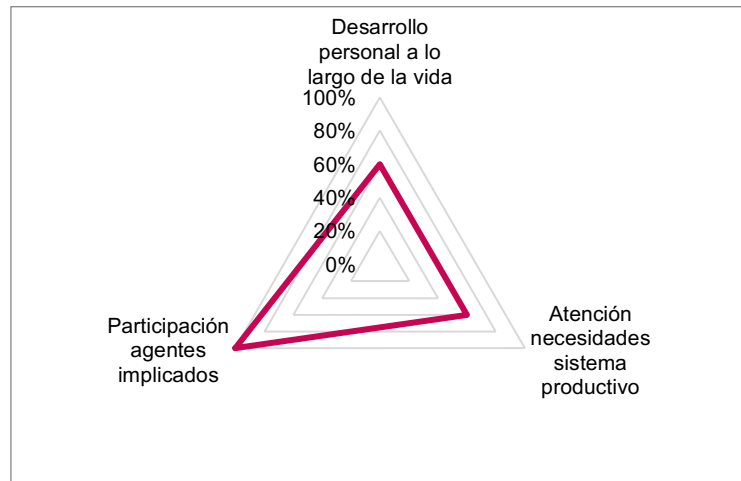 Desarrollo
personal a lo
largo de la vida
100%
80%
60%
40%
20%
0%
Participación
agentes
implicados
Atención
necesidades
sistema
productivo